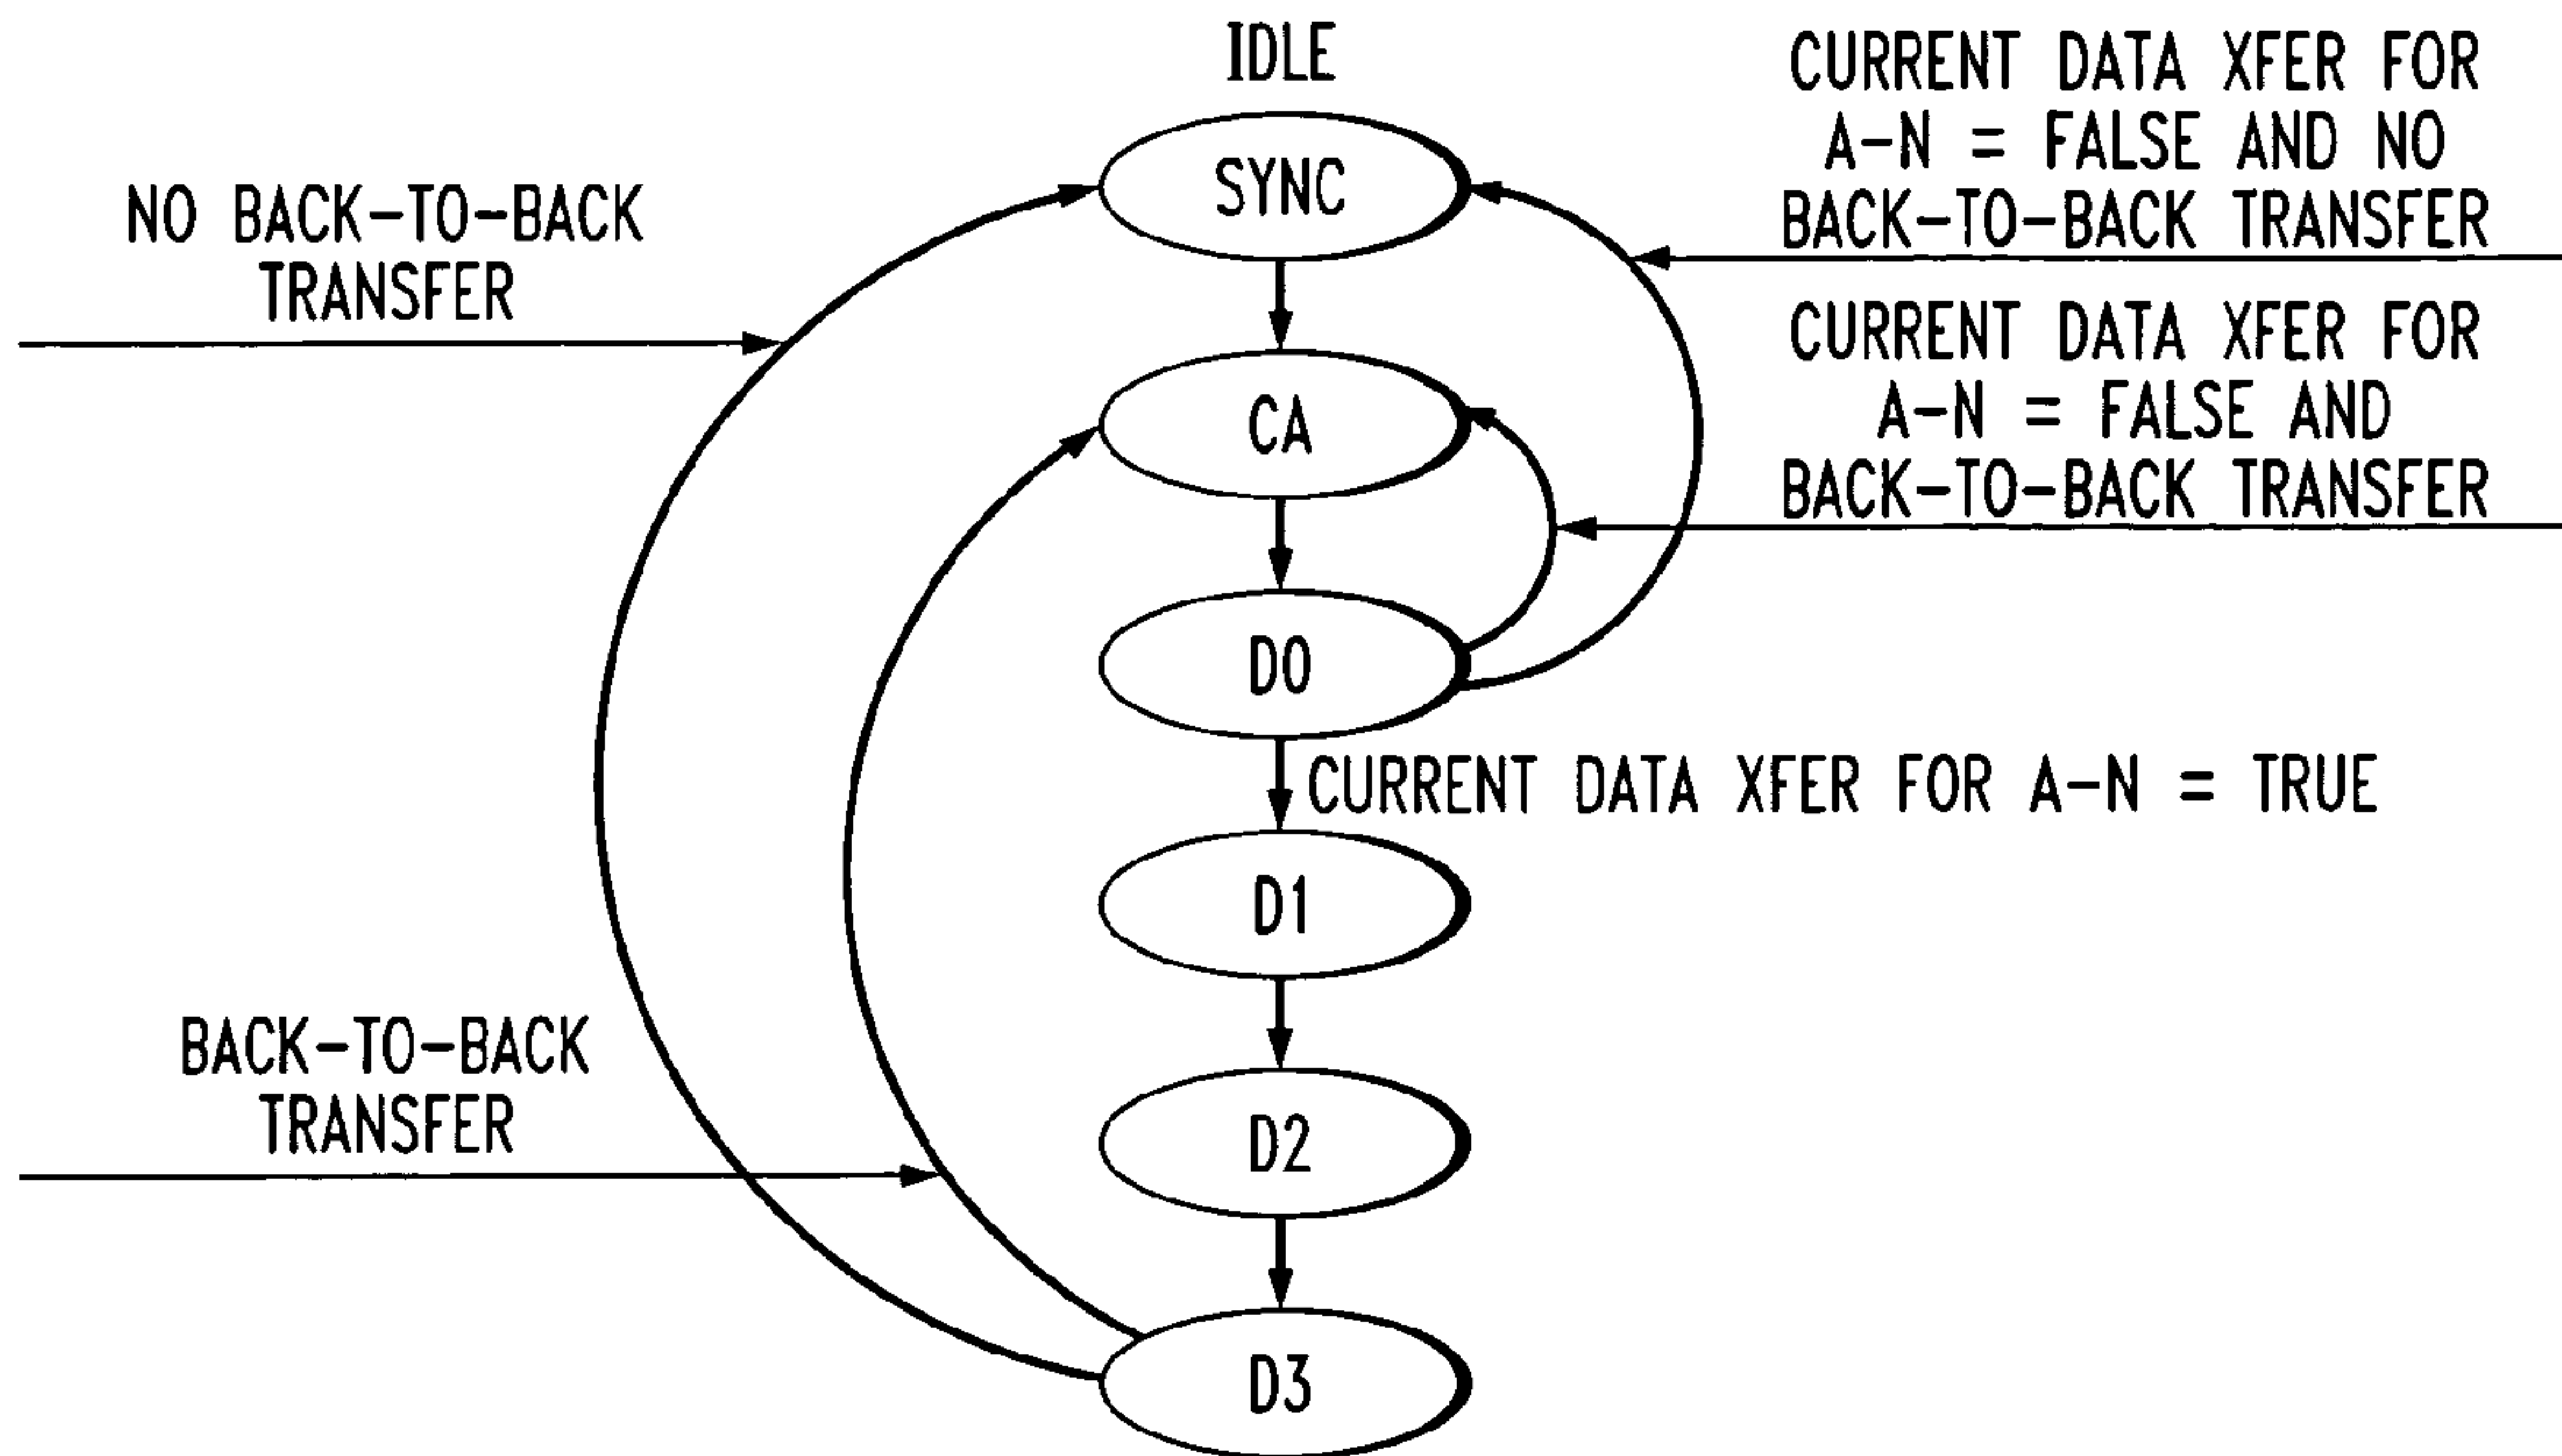 IDLE
SYNC
CURRENT DATA XFER FOR
A-N = FALSE AND NO
BACK-TO-BACK TRANSFER
NO BACK-TO-BACK
TRANSFER
CURRENT DATA XFER FOR
A-N = FALSE AND
BACK-TO-BACK TRANSFER
CA
D0
CURRENT DATA XFER FOR A-N = TRUE
D1
BACK-TO-BACK
TRANSFER
D2
D3